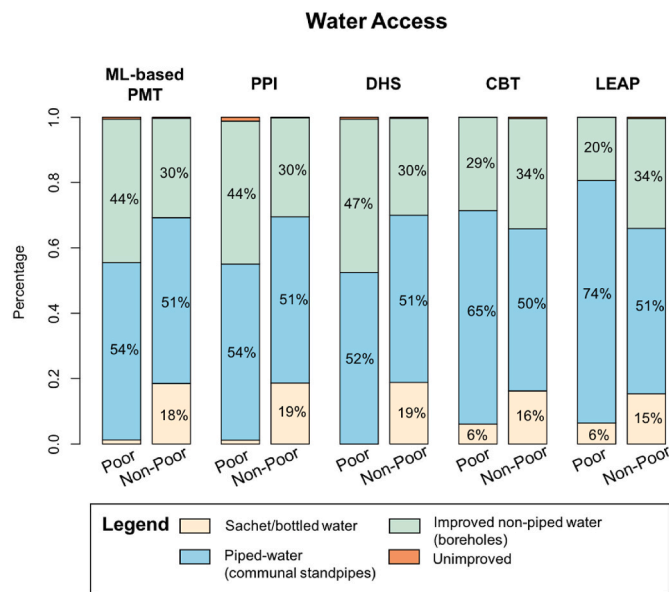 Water Access
ML-based
PMT
PPI
DHS
CBT
LEAP
Percentage
1.0
0.8
0.6
0.4
0.2
0.0
44%
54%
30%
51%
18%
44%
54%
30%
51%
19%
47%
52%
30%
51%
19%
29%
65%
6%
34%
50%
16%
20%
74%
6%
34%
51%
15%
Poor
Non-Poor
Poor
Non-Poor
Poor
Non-Poor
Poor
Non-Poor
Poor
Non-Poor
Legend
Sachet/bottled water
Piped-water
(communal standpipes)
Improved non-piped water
(boreholes)
Unimproved